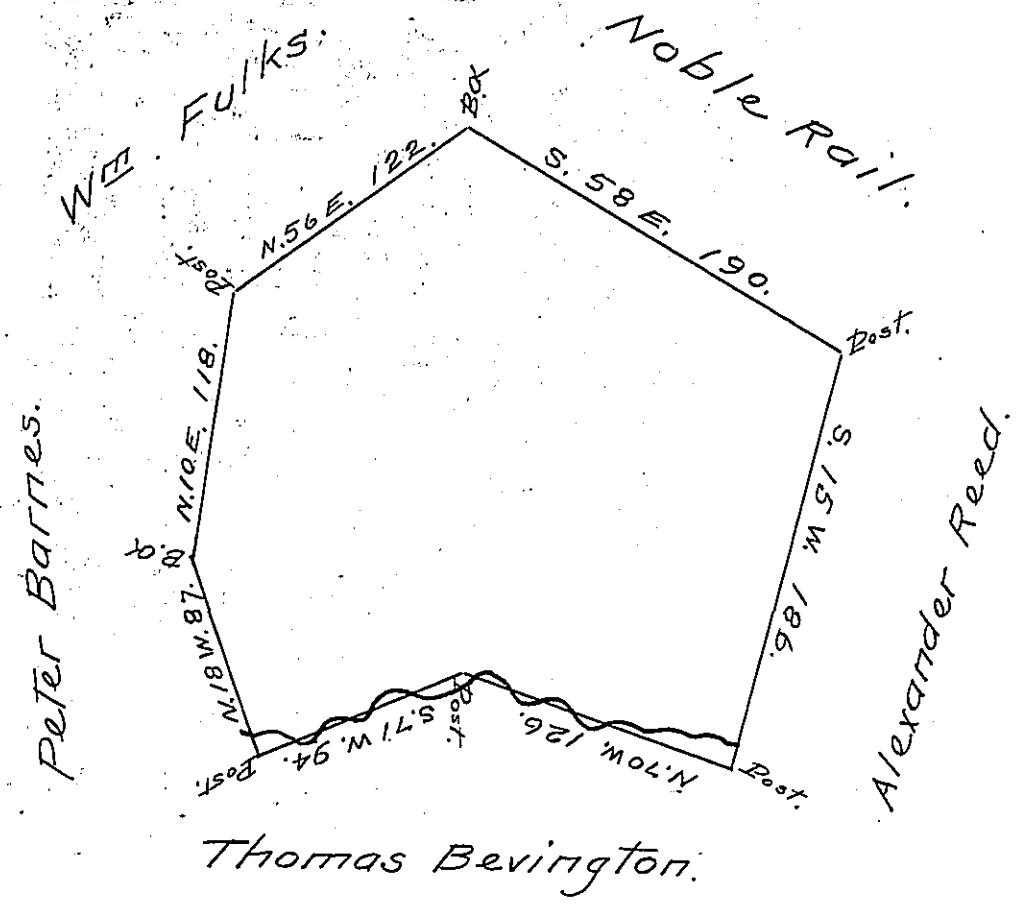 Wm. Fulks.
Noble Rail.
B.O
N. 56 E. 122.
S. 58 E. 190.
Post.
Post.
N. 10 E. 118.
S. 15 W. 186.
Peter Barnes.
Alexander Reed.
B.O
N. 18 W. 87.
S. 71 W. 94.
Post.
N. 70 W. 126.
Post.
Post.
Thomas Bevington.